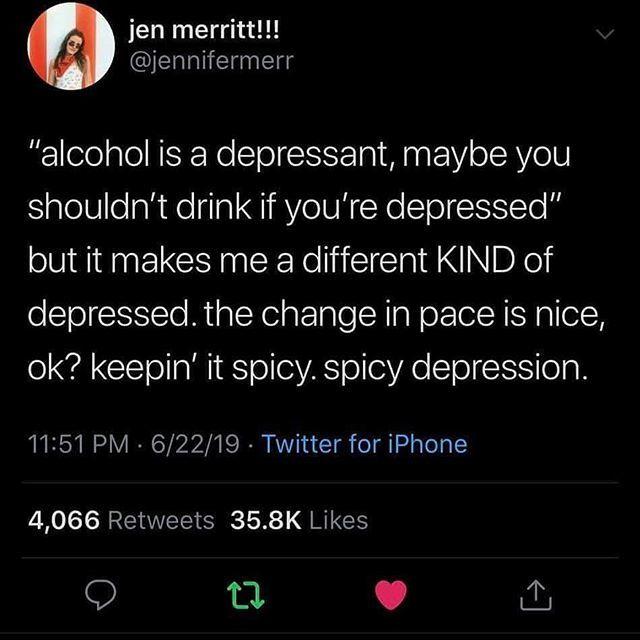 jen merritt!!!
@jennifermerr
"alcohol is a depressant, maybe you
shouldn't drink if you're depressed"
but it makes me a different KIND of
depressed. the change in pace is nice,
ok? keepin' it spicy. spicy depression.
11:51 PM · 6/22/19 · Twitter for iPhone
4,066 Retweets 35.8K Likes